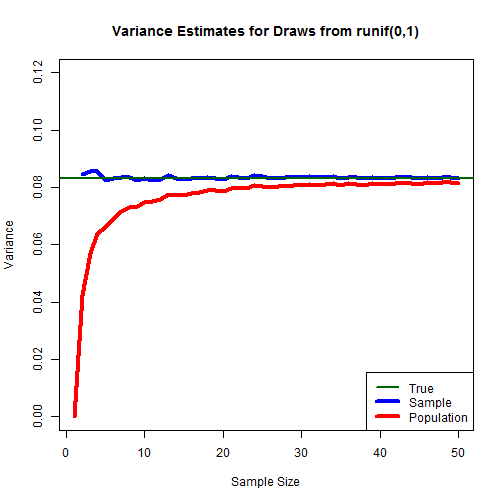 Variance Estimates for Draws from runif(0,1)
Variance
0.12
0.10
0.08
0.06
0.04
0.02
0.00
True
Sample
Population
0 10 20 30 40 50
Sample Size